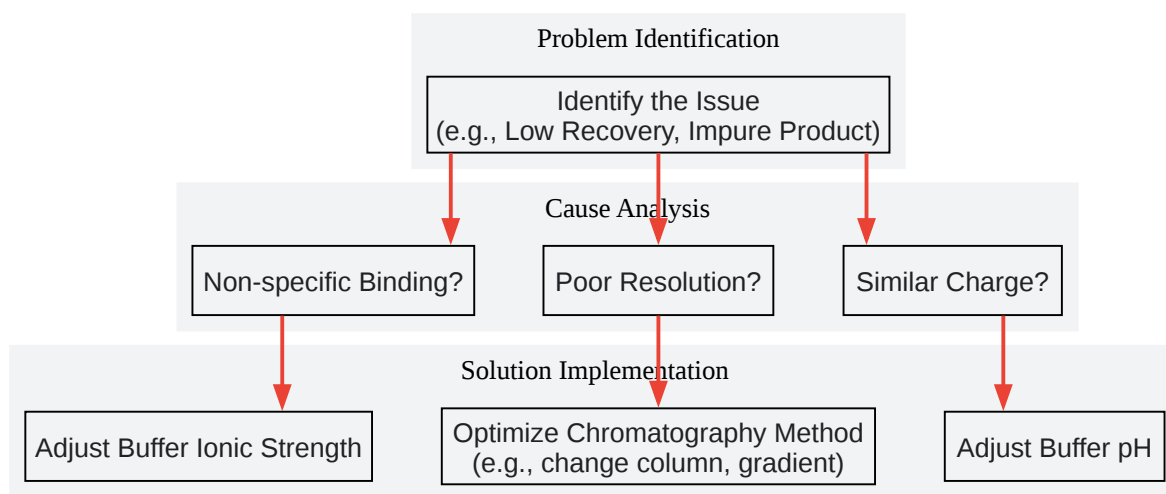 Problem Identification
Identify the Issue
(e.g., Low Recovery, Impure Product)
Cause Analysis
Non-specific Binding?
Poor Resolution?
Similar Charge?
Solution Implementation
Adjust Buffer Ionic Strength
Optimize Chromatography Method
(e.g., change column, gradient)
Adjust Buffer pH